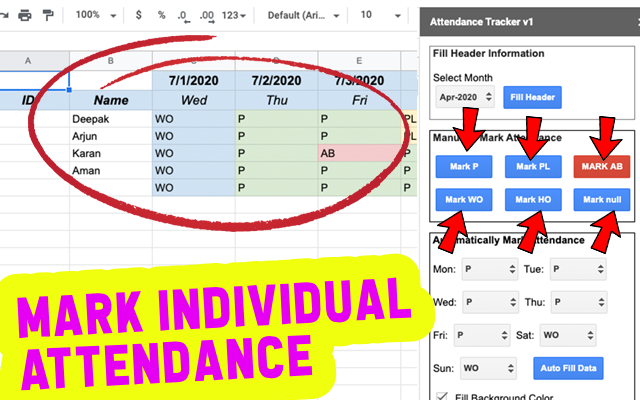 100% $ % .0 .00 123 Default (Ari... 10
Attendance Tracker v1
A B C D E
7/1/2020 7/2/2020 7/3/2020
ID Name Wed Thu Fri
Deepak WO P P PL
Arjun WO P P PL
Karan WO P AB P
Aman WO P P P
WO P P P
Fill Header Information
Select Month
Apr-2020 Fill Header
Mark Attendance
Mark P Mark PL MARK AB
Mark WO Mark HO Mark null
Automatically Mark Attendance
Mon: P Tue: P
Wed: P Thu: P
Fri: P Sat: WO
Sun: WO Auto Fill Data
Fill Background Color
MARK INDIVIDUAL
ATTENDANCE